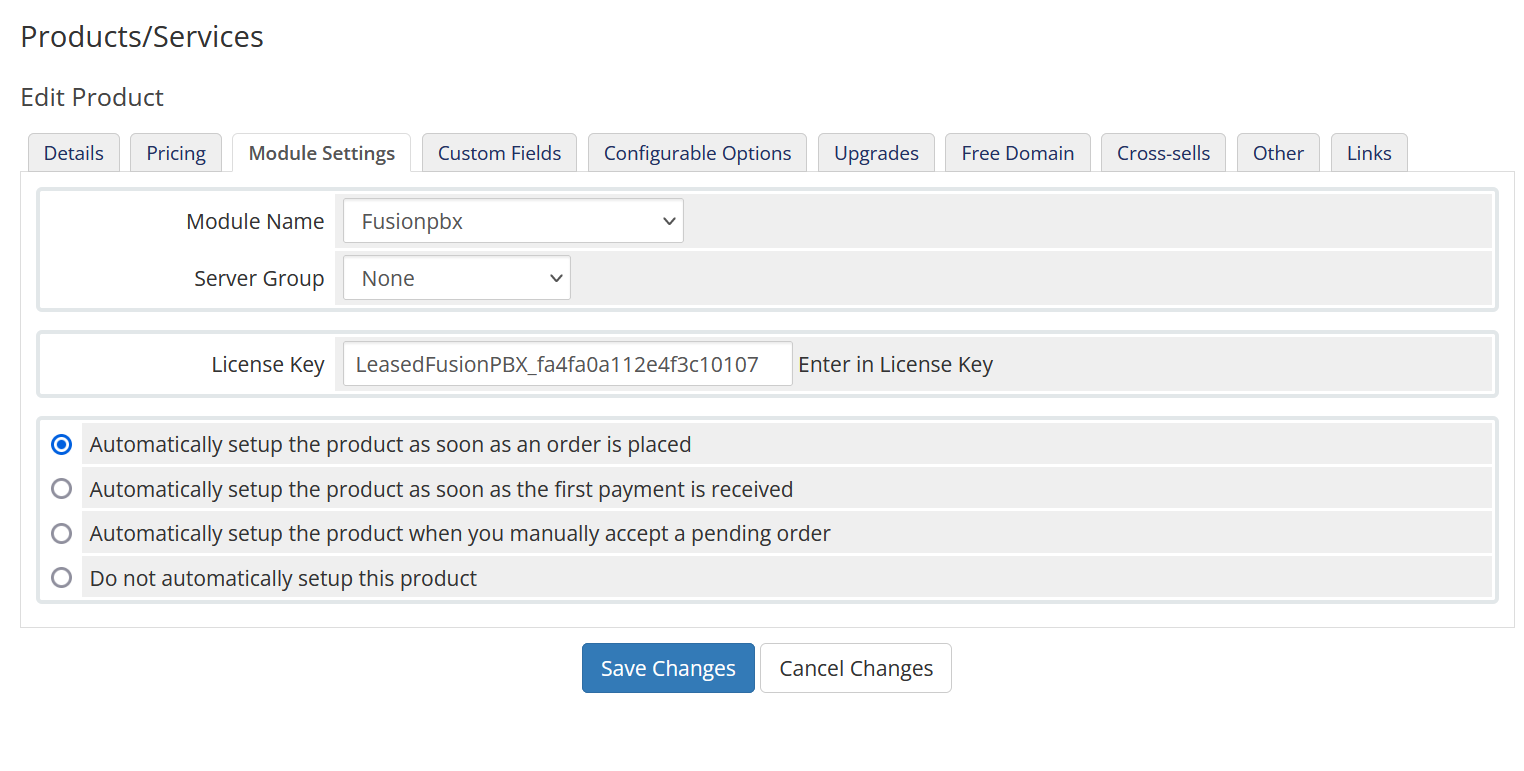 Products/Services
Edit Product
Details Pricing Module Settings Custom Fields Configurable Options Upgrades Free Domain Cross-sells Other Links
Module Name Fusionpbx
Server Group None
License Key LeasedFusionPBX_fa4fa0a112e4f3c10107 Enter in License Key
Automatically setup the product as soon as an order is placed
Automatically setup the product as soon as the first payment is received
Automatically setup the product when you manually accept a pending order
Do not automatically setup this product
Save Changes Cancel Changes